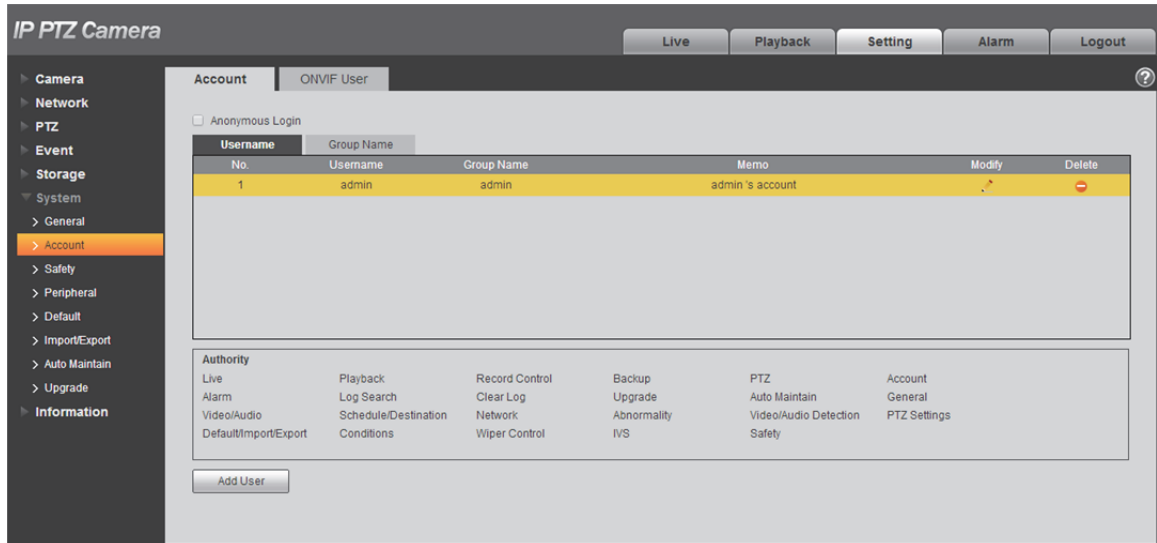 IP PTZ Camera
Live Playback Setting Alarm Logout
Camera
Network
PTZ
Event
Storage
System
General
Account
Safety
Peripheral
Default
Import/Export
Auto Maintain
Upgrade
Information
Account ONVIF User
?
Anonymous Login
Username Group Name
No. Username Group Name Memo Modify Delete
1 admin admin admin 's account
Authority
Live Playback Record Control Backup PTZ Account
Alarm Log Search Clear Log Upgrade Auto Maintain General
Video/Audio Schedule/Destination Network Abnormality Video/Audio Detection PTZ Settings
Default/Import/Export Conditions Wiper Control IVS Safety
Add User